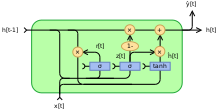 ŷ[t]
h[t-1]
h[t]
r[t]
z[t]
1-
ĥ[t]
σ
σ
tanh
x[t]